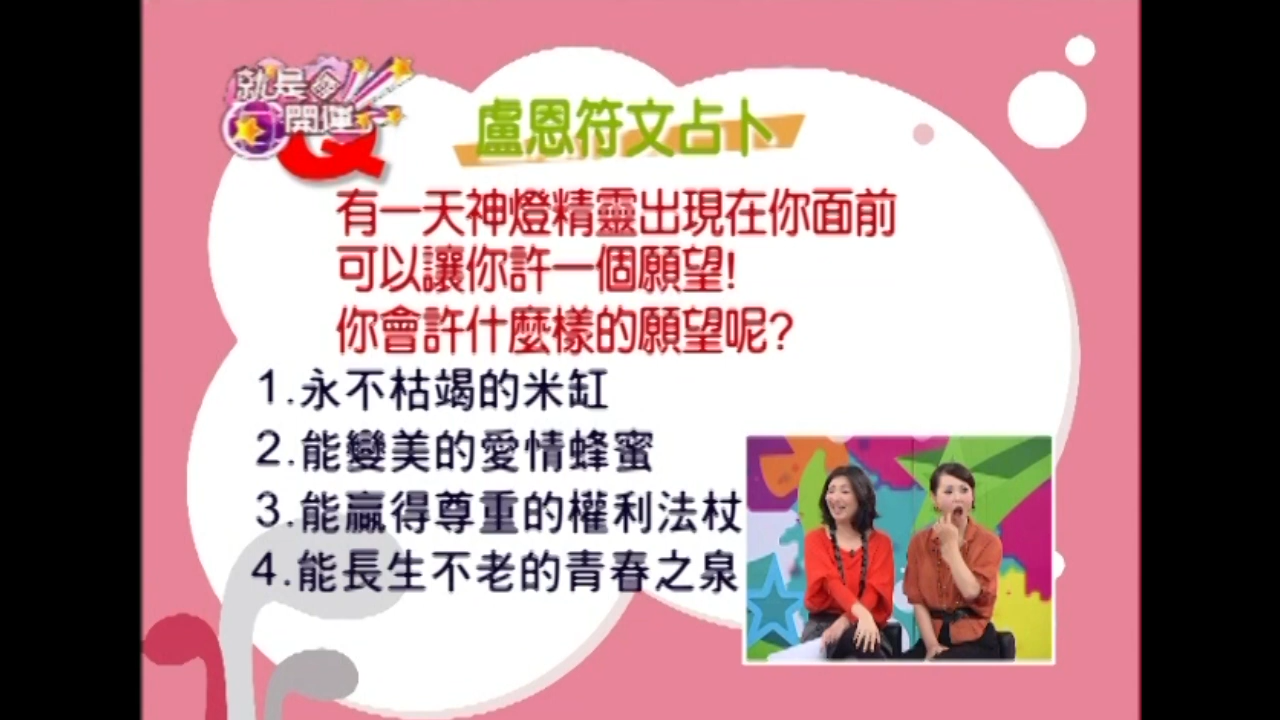 就是開運
Q
盧恩符文占卜
有一天神燈精靈出現在你面前
可以讓你許一個願望!
你會許什麼樣的願望呢?
1.永不枯竭的米缸
2.能變美的愛情蜂蜜
3.能贏得尊重的權利法杖
4.能長生不老的青春之泉